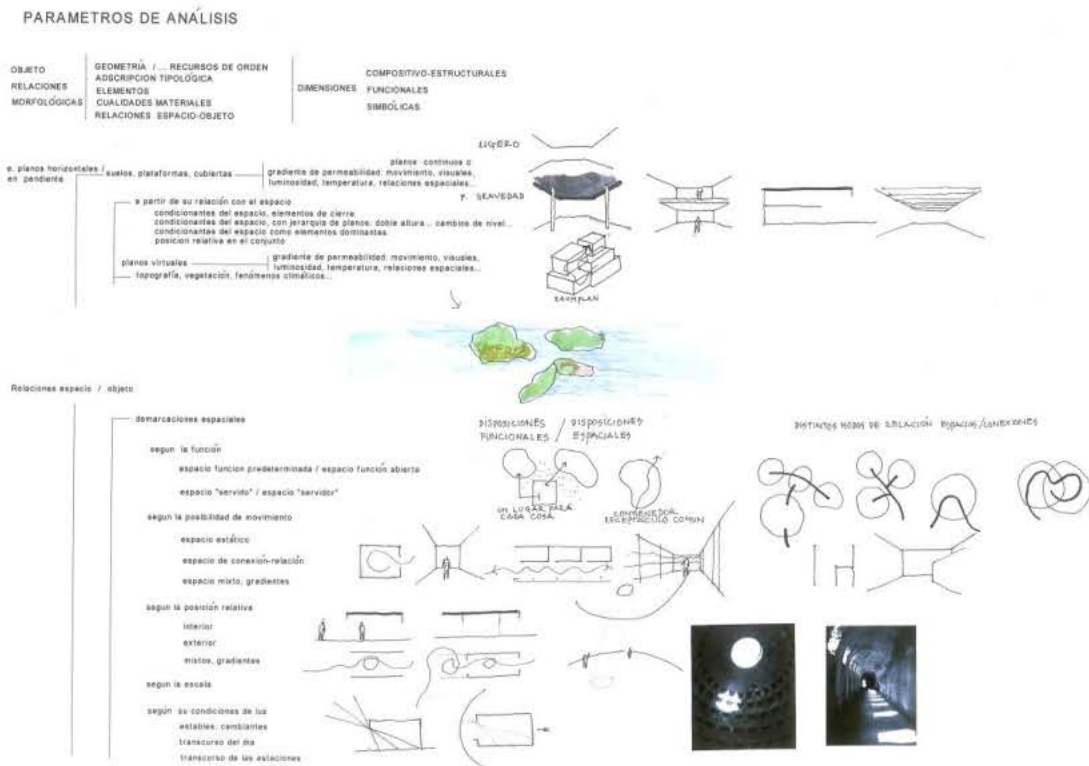 PARAMETROS DE ANÁLISIS
OBJETO
RELACIONES
MORFOLÓGICAS
GEOMETRÍA / ... RECURSOS DE ORDEN
ADSCRIPCION TIPOLÓGICA
ELEMENTOS
CUALIDADES MATERIALES
RELACIONES ESPACIO-OBJETO
DIMENSIONES
COMPOSITIVO-ESTRUCTURALES
FUNCIONALES
SIMBÓLICAS
LIGERO
e. planos horizontales /
en pendiente
suelos, plataformas, cubiertas
planos continuos o
gradiente de permeabilidad: movimiento, visuales,
luminosidad, temperatura, relaciones espaciales...
GRAVEDAD
a partir de su relación con el espacio
condicionantes del espacio, elementos de cierre
condicionantes del espacio, con jerarquía de planos: doble altura... cambios de nivel...
condicionantes del espacio como elementos dominantes
posicion relativa en el conjunto
planos virtuales
gradiente de permeabilidad: movimiento, visuales,
luminosidad, temperatura, relaciones espaciales...
topografía, vegetación, fenómenos climáticos...
RAUMPLAN
Relaciones espacio / objeto
demarcaciones espaciales
DISPOSICIONES / DISPOSICIONES
FUNCIONALES / ESPACIALES
DISTINTOS MODOS DE RELACIÓN ESPACIOS/CONEXIONES
segun la función
espacio funcion predeterminada / espacio función abierta
espacio "servido" / espacio "servidor"
UN LUGAR PARA
CADA COSA
CONTENEDOR
RECEPTÁCULO COMUN
segun la posibilidad de movimiento
espacio estático
espacio de conexión-relación
espacio mixto, gradientes
segun la posición relativa
interior
exterior
mixtos, gradientes
segun la escala
según su condiciones de luz
estables, cambiantes
transcurso del dia
transcurso de las estaciones